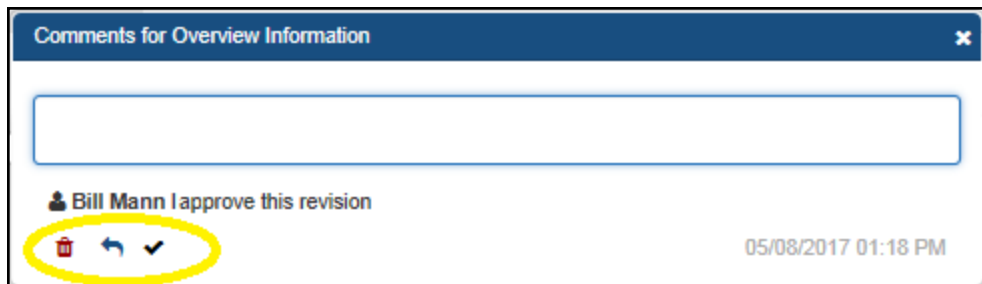 Comments for Overview Information
Bill Mann I approve this revision
05/08/2017 01:18 PM